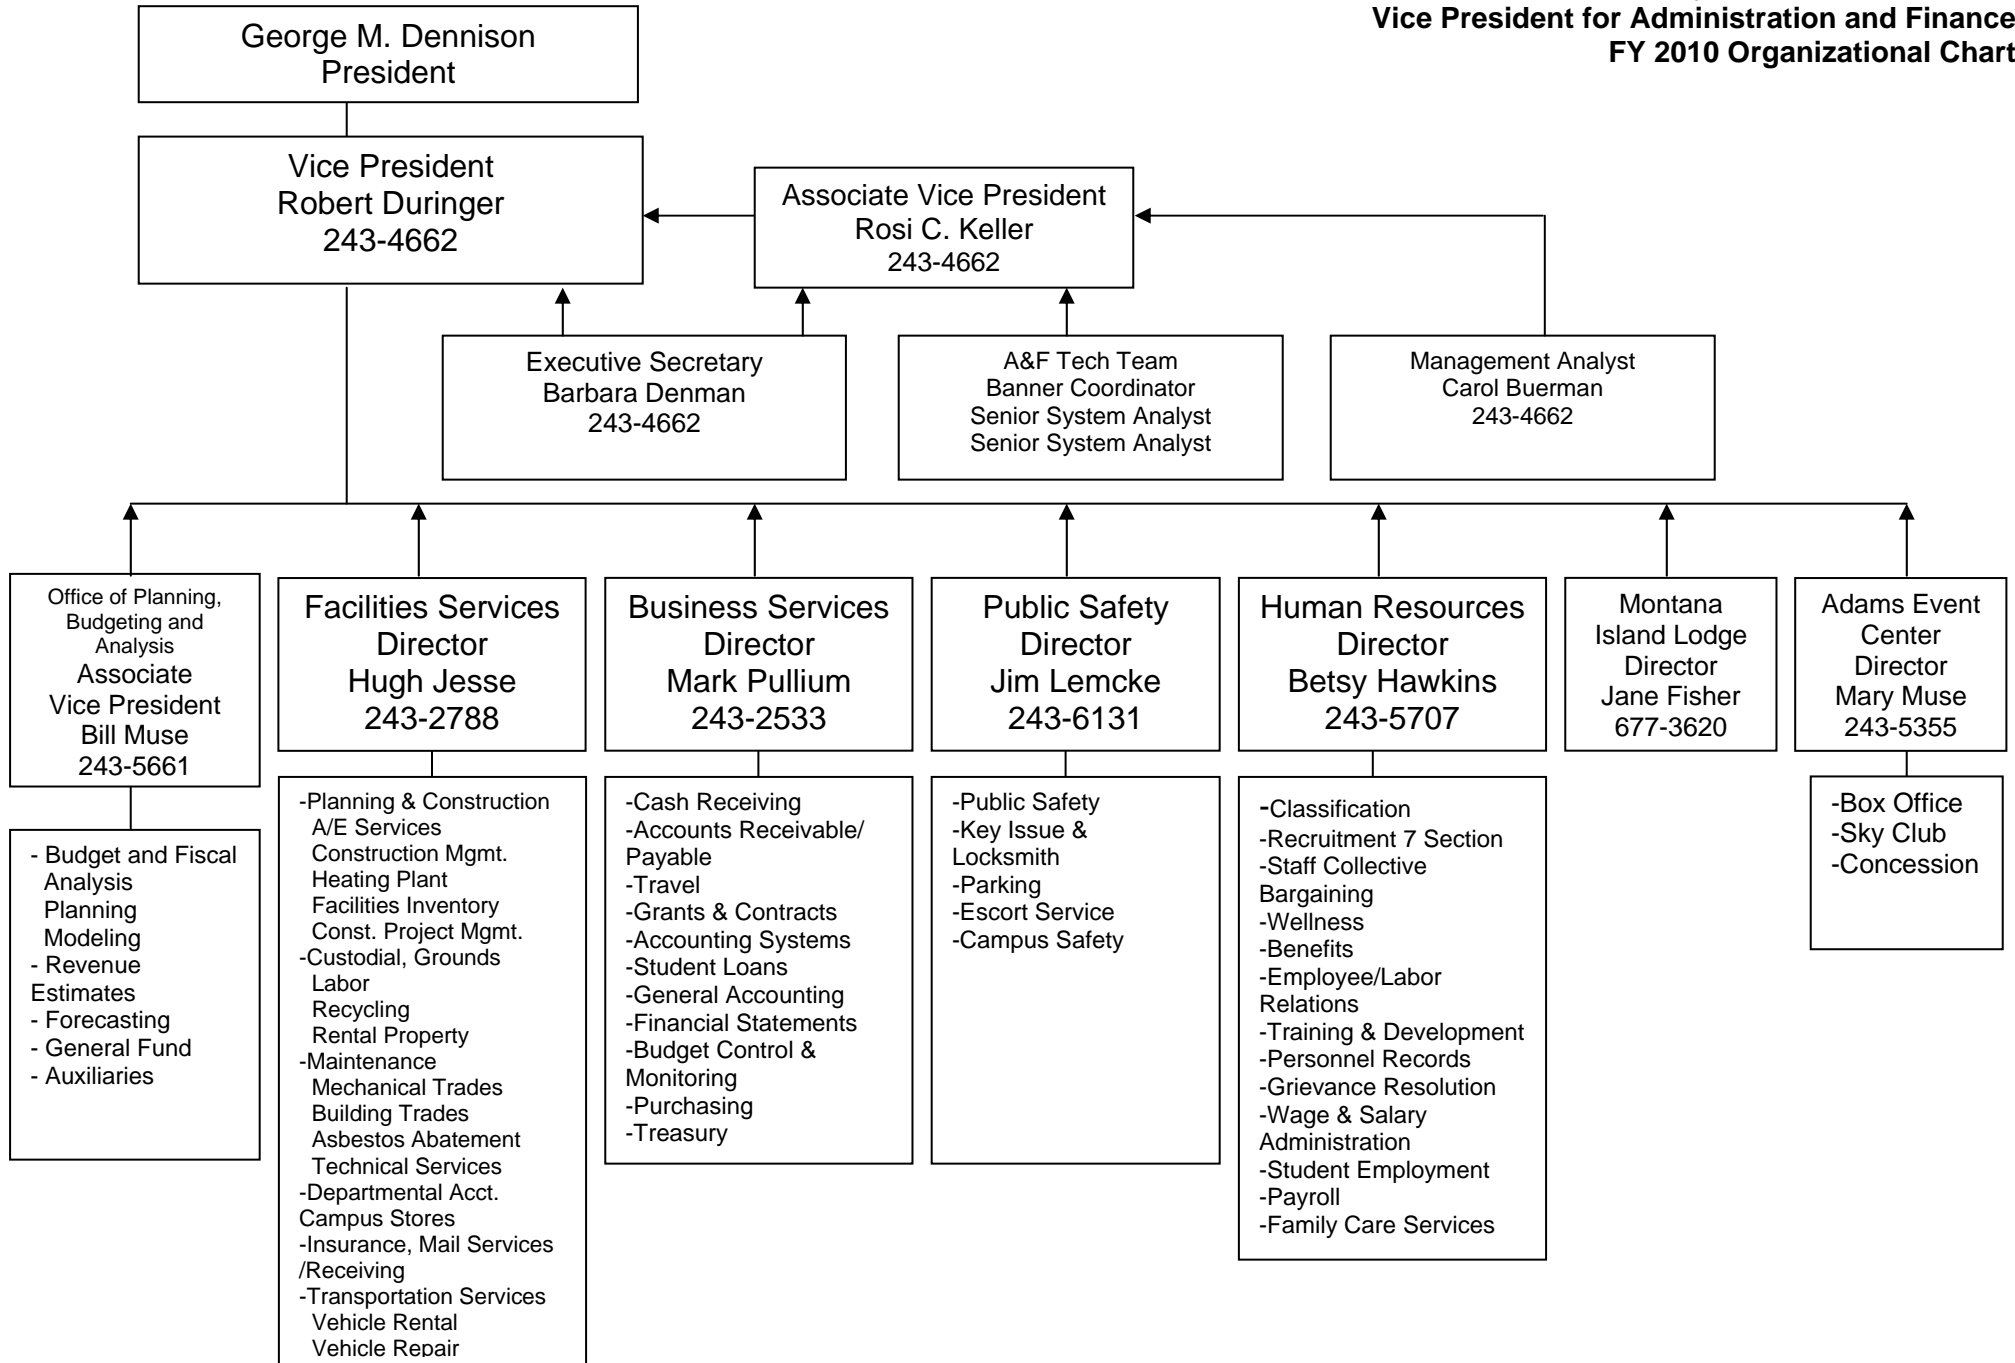 Vice President for Administration and Finance
FY 2010 Organizational Chart
George M. Dennison
President
Vice President
Robert Duringer
243-4662
Associate Vice President
Rosi C. Keller
243-4662
Executive Secretary
Barbara Denman
243-4662
A&F Tech Team
Banner Coordinator
Senior System Analyst
Senior System Analyst
Management Analyst
Carol Buerman
243-4662
Office of Planning,
Budgeting and
Analysis
Associate
Vice President
Bill Muse
243-5661
Facilities Services
Director
Hugh Jesse
243-2788
Business Services
Director
Mark Pullium
243-2533
Public Safety
Director
Jim Lemcke
243-6131
Human Resources
Director
Betsy Hawkins
243-5707
Montana
Island Lodge
Director
Jane Fisher
677-3620
Adams Event
Center
Director
Mary Muse
243-5355
- Budget and Fiscal
Analysis
Planning
Modeling
- Revenue
Estimates
- Forecasting
- General Fund
- Auxiliaries
-Planning & Construction
A/E Services
Construction Mgmt.
Heating Plant
Facilities Inventory
Const. Project Mgmt.
-Custodial, Grounds
Labor
Recycling
Rental Property
-Maintenance
Mechanical Trades
Building Trades
Asbestos Abatement
Technical Services
-Departmental Acct.
Campus Stores
-Insurance, Mail Services
/Receiving
-Transportation Services
Vehicle Rental
Vehicle Repair
-Cash Receiving
-Accounts Receivable/
Payable
-Travel
-Grants & Contracts
-Accounting Systems
-Student Loans
-General Accounting
-Financial Statements
-Budget Control &
Monitoring
-Purchasing
-Treasury
-Public Safety
-Key Issue &
Locksmith
-Parking
-Escort Service
-Campus Safety
-Classification
-Recruitment 7 Section
-Staff Collective
Bargaining
-Wellness
-Benefits
-Employee/Labor
Relations
-Training & Development
-Personnel Records
-Grievance Resolution
-Wage & Salary
Administration
-Student Employment
-Payroll
-Family Care Services
-Box Office
-Sky Club
-Concession